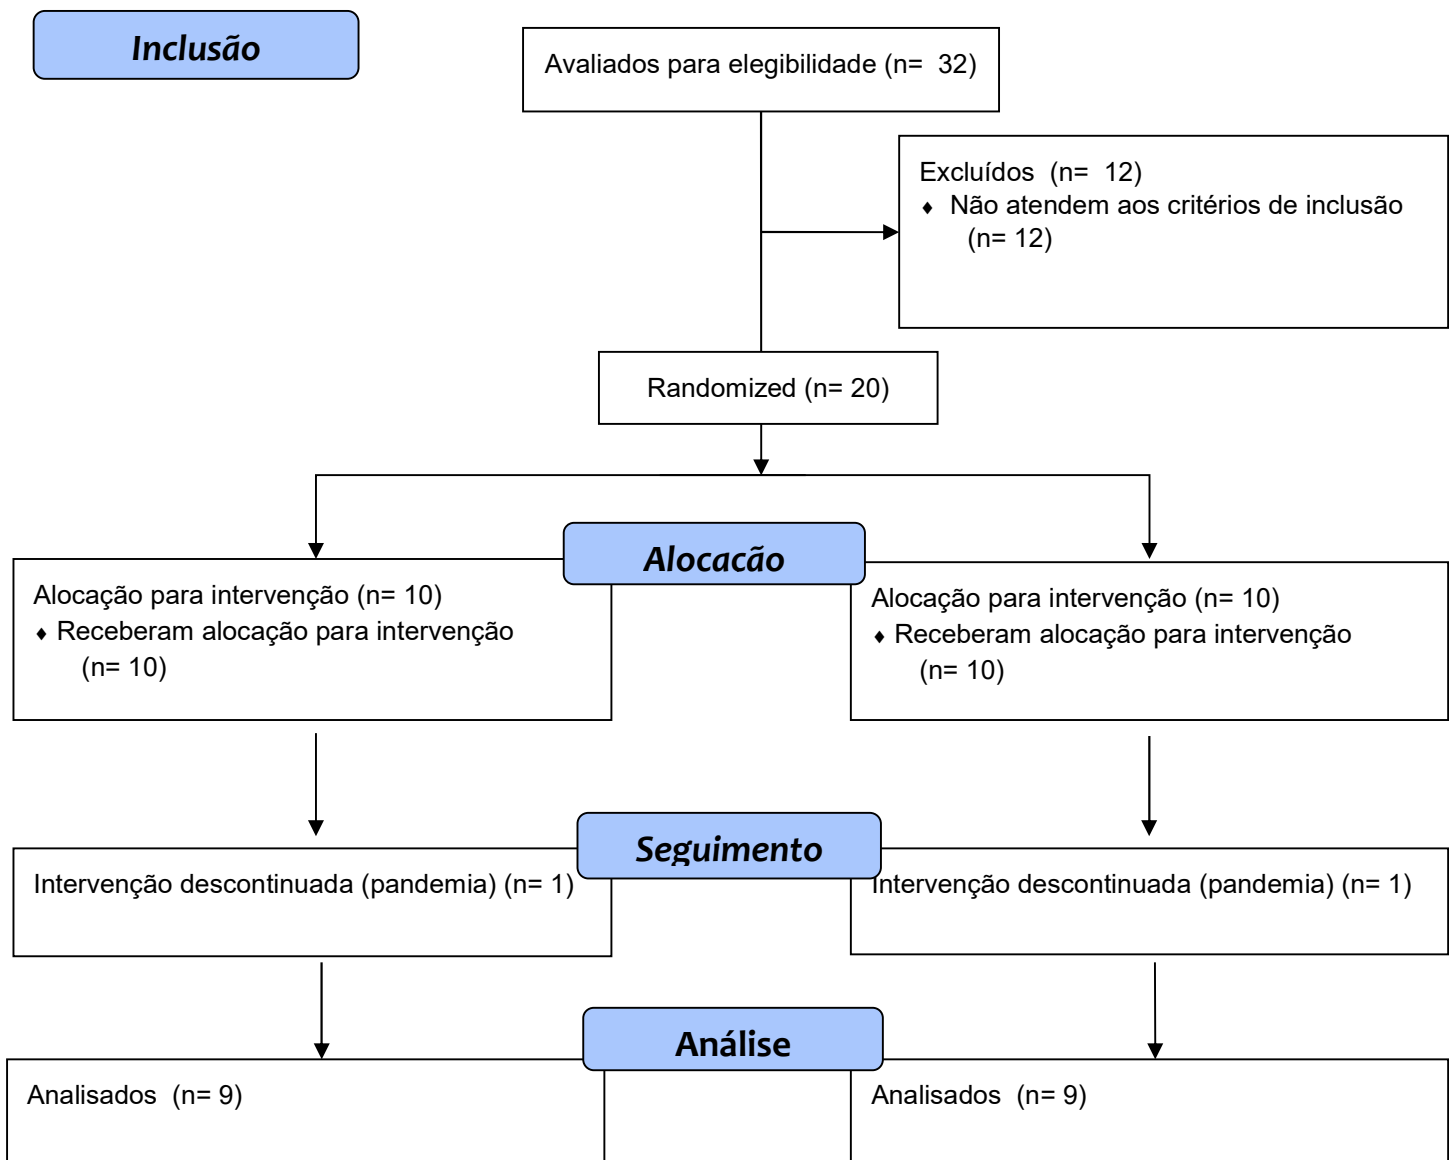 Inclusão
Avaliados para elegibilidade (n=  32)
Excluídos  (n=  12)
♦ Não atendem aos critérios de inclusão
(n= 12)
Randomized (n= 20)
Alocacão
Alocação para intervenção (n= 10)
♦ Receberam alocação para intervenção
(n= 10)
Alocação para intervenção (n= 10)
♦ Receberam alocação para intervenção
(n= 10)
Seguimento
Intervenção descontinuada (pandemia) (n= 1)
Intervenção descontinuada (pandemia) (n= 1)
Análise
Analisados  (n= 9)
Analisados  (n= 9)